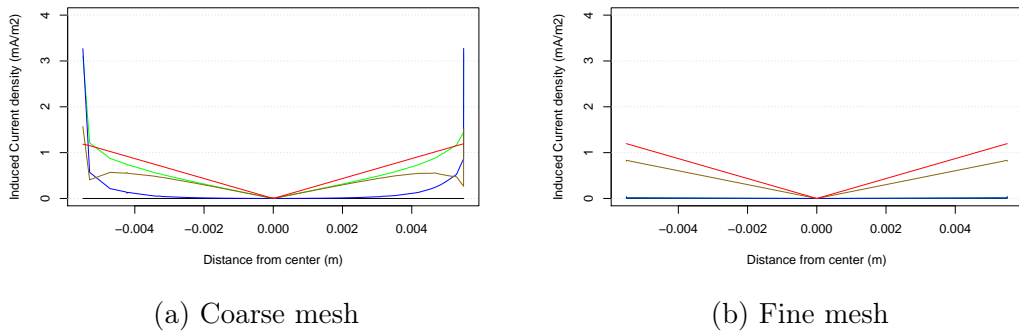 Induced Current density (mA/m2)
4
3
2
1
0
−0.004 −0.002 0.000 0.002 0.004
Distance from center (m)
(a) Coarse mesh
Induced Current density (mA/m2)
4
3
2
1
0
−0.004 −0.002 0.000 0.002 0.004
Distance from center (m)
(b) Fine mesh